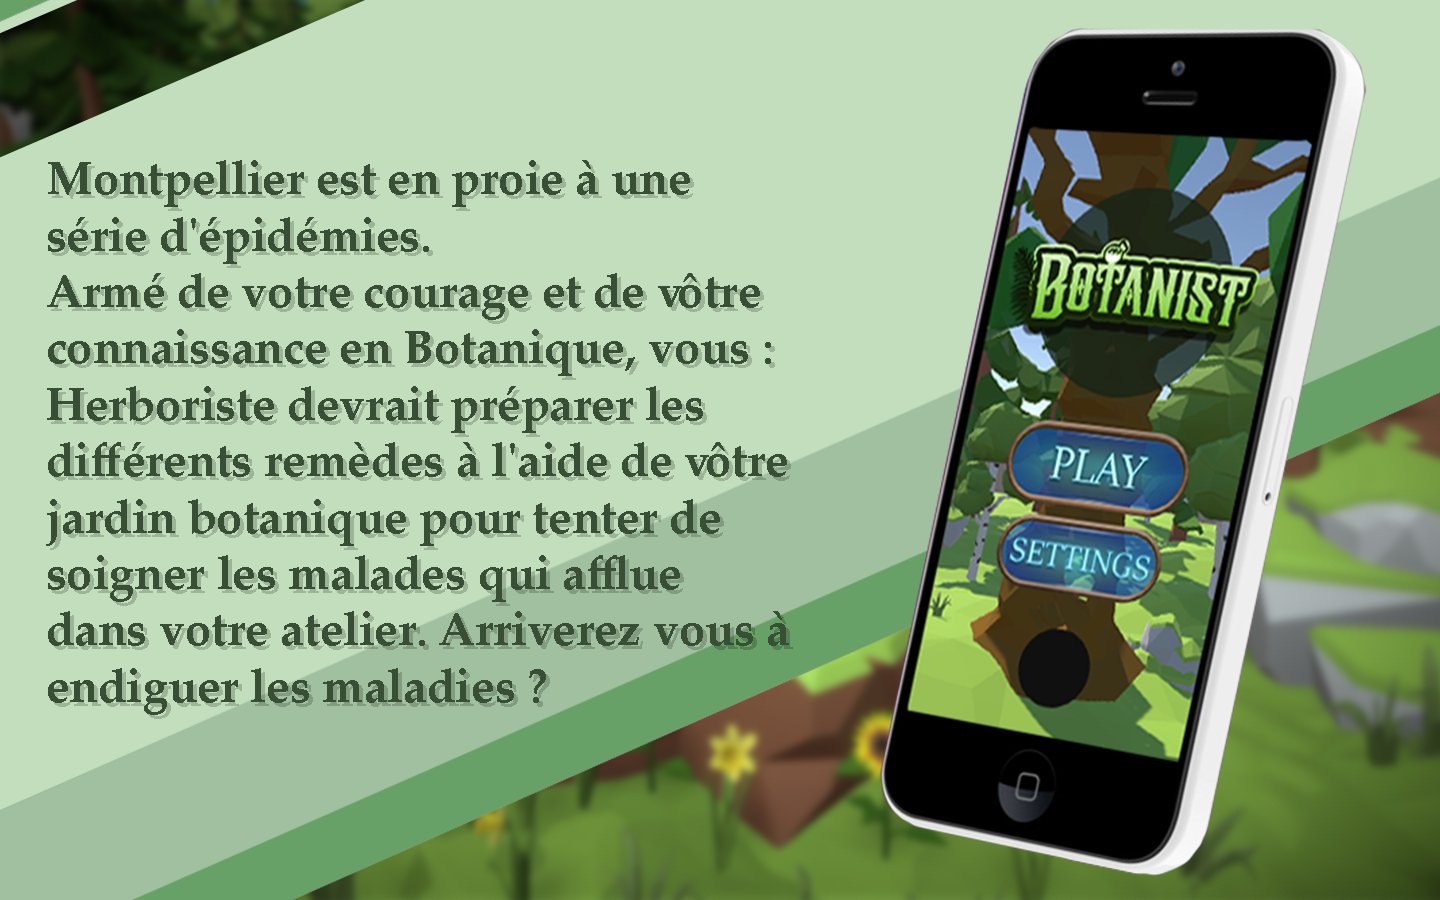 Montpellier est en proie à une
série d'épidémies.
Armé de votre courage et de vôtre
connaissance en Botanique, vous :
Herboriste devrait préparer les
différents remèdes à l'aide de vôtre
jardin botanique pour tenter de
soigner les malades qui afflue
dans votre atelier. Arriverez vous à
endiguer les maladies ?
BOTANIST
PLAY
SETTINGS